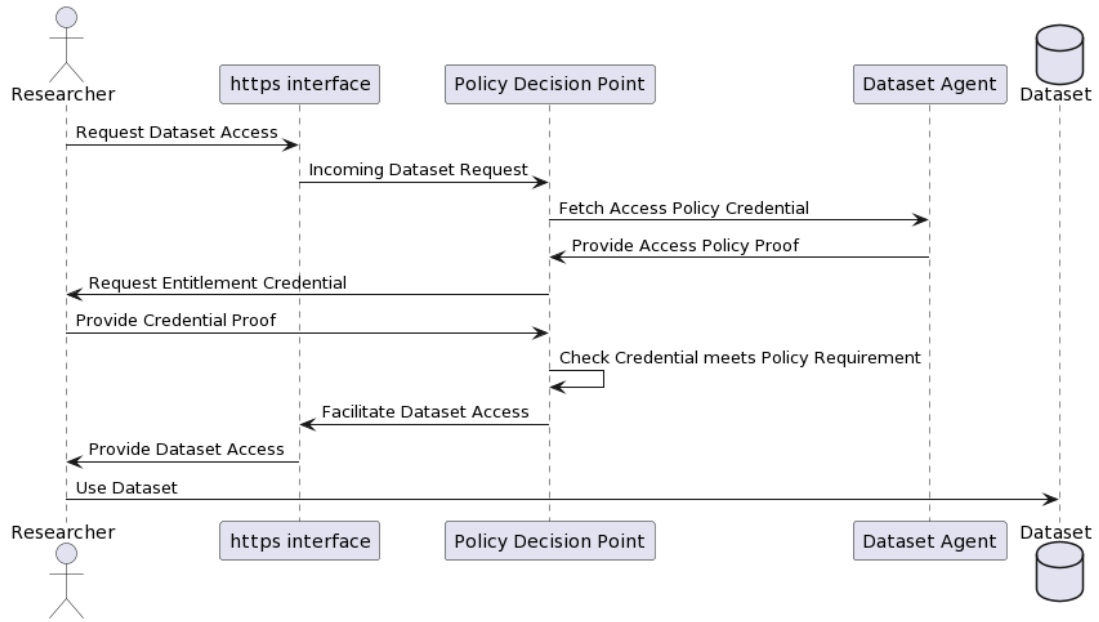 Researcher
https interface
Policy Decision Point
Dataset Agent
Dataset
Request Dataset Access
Incoming Dataset Request
Fetch Access Policy Credential
Provide Access Policy Proof
Request Entitlement Credential
Provide Credential Proof
Check Credential meets Policy Requirement
Facilitate Dataset Access
Provide Dataset Access
Use Dataset
Researcher
https interface
Policy Decision Point
Dataset Agent
Dataset